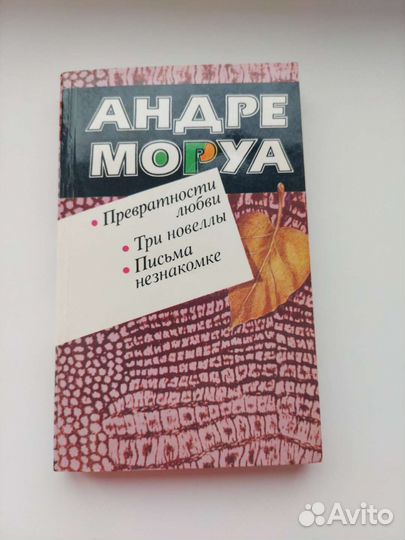 АНДРЕ
МОРУА
• Превратности
любви
• Три новеллы
• Письма
незнакомке
Avito